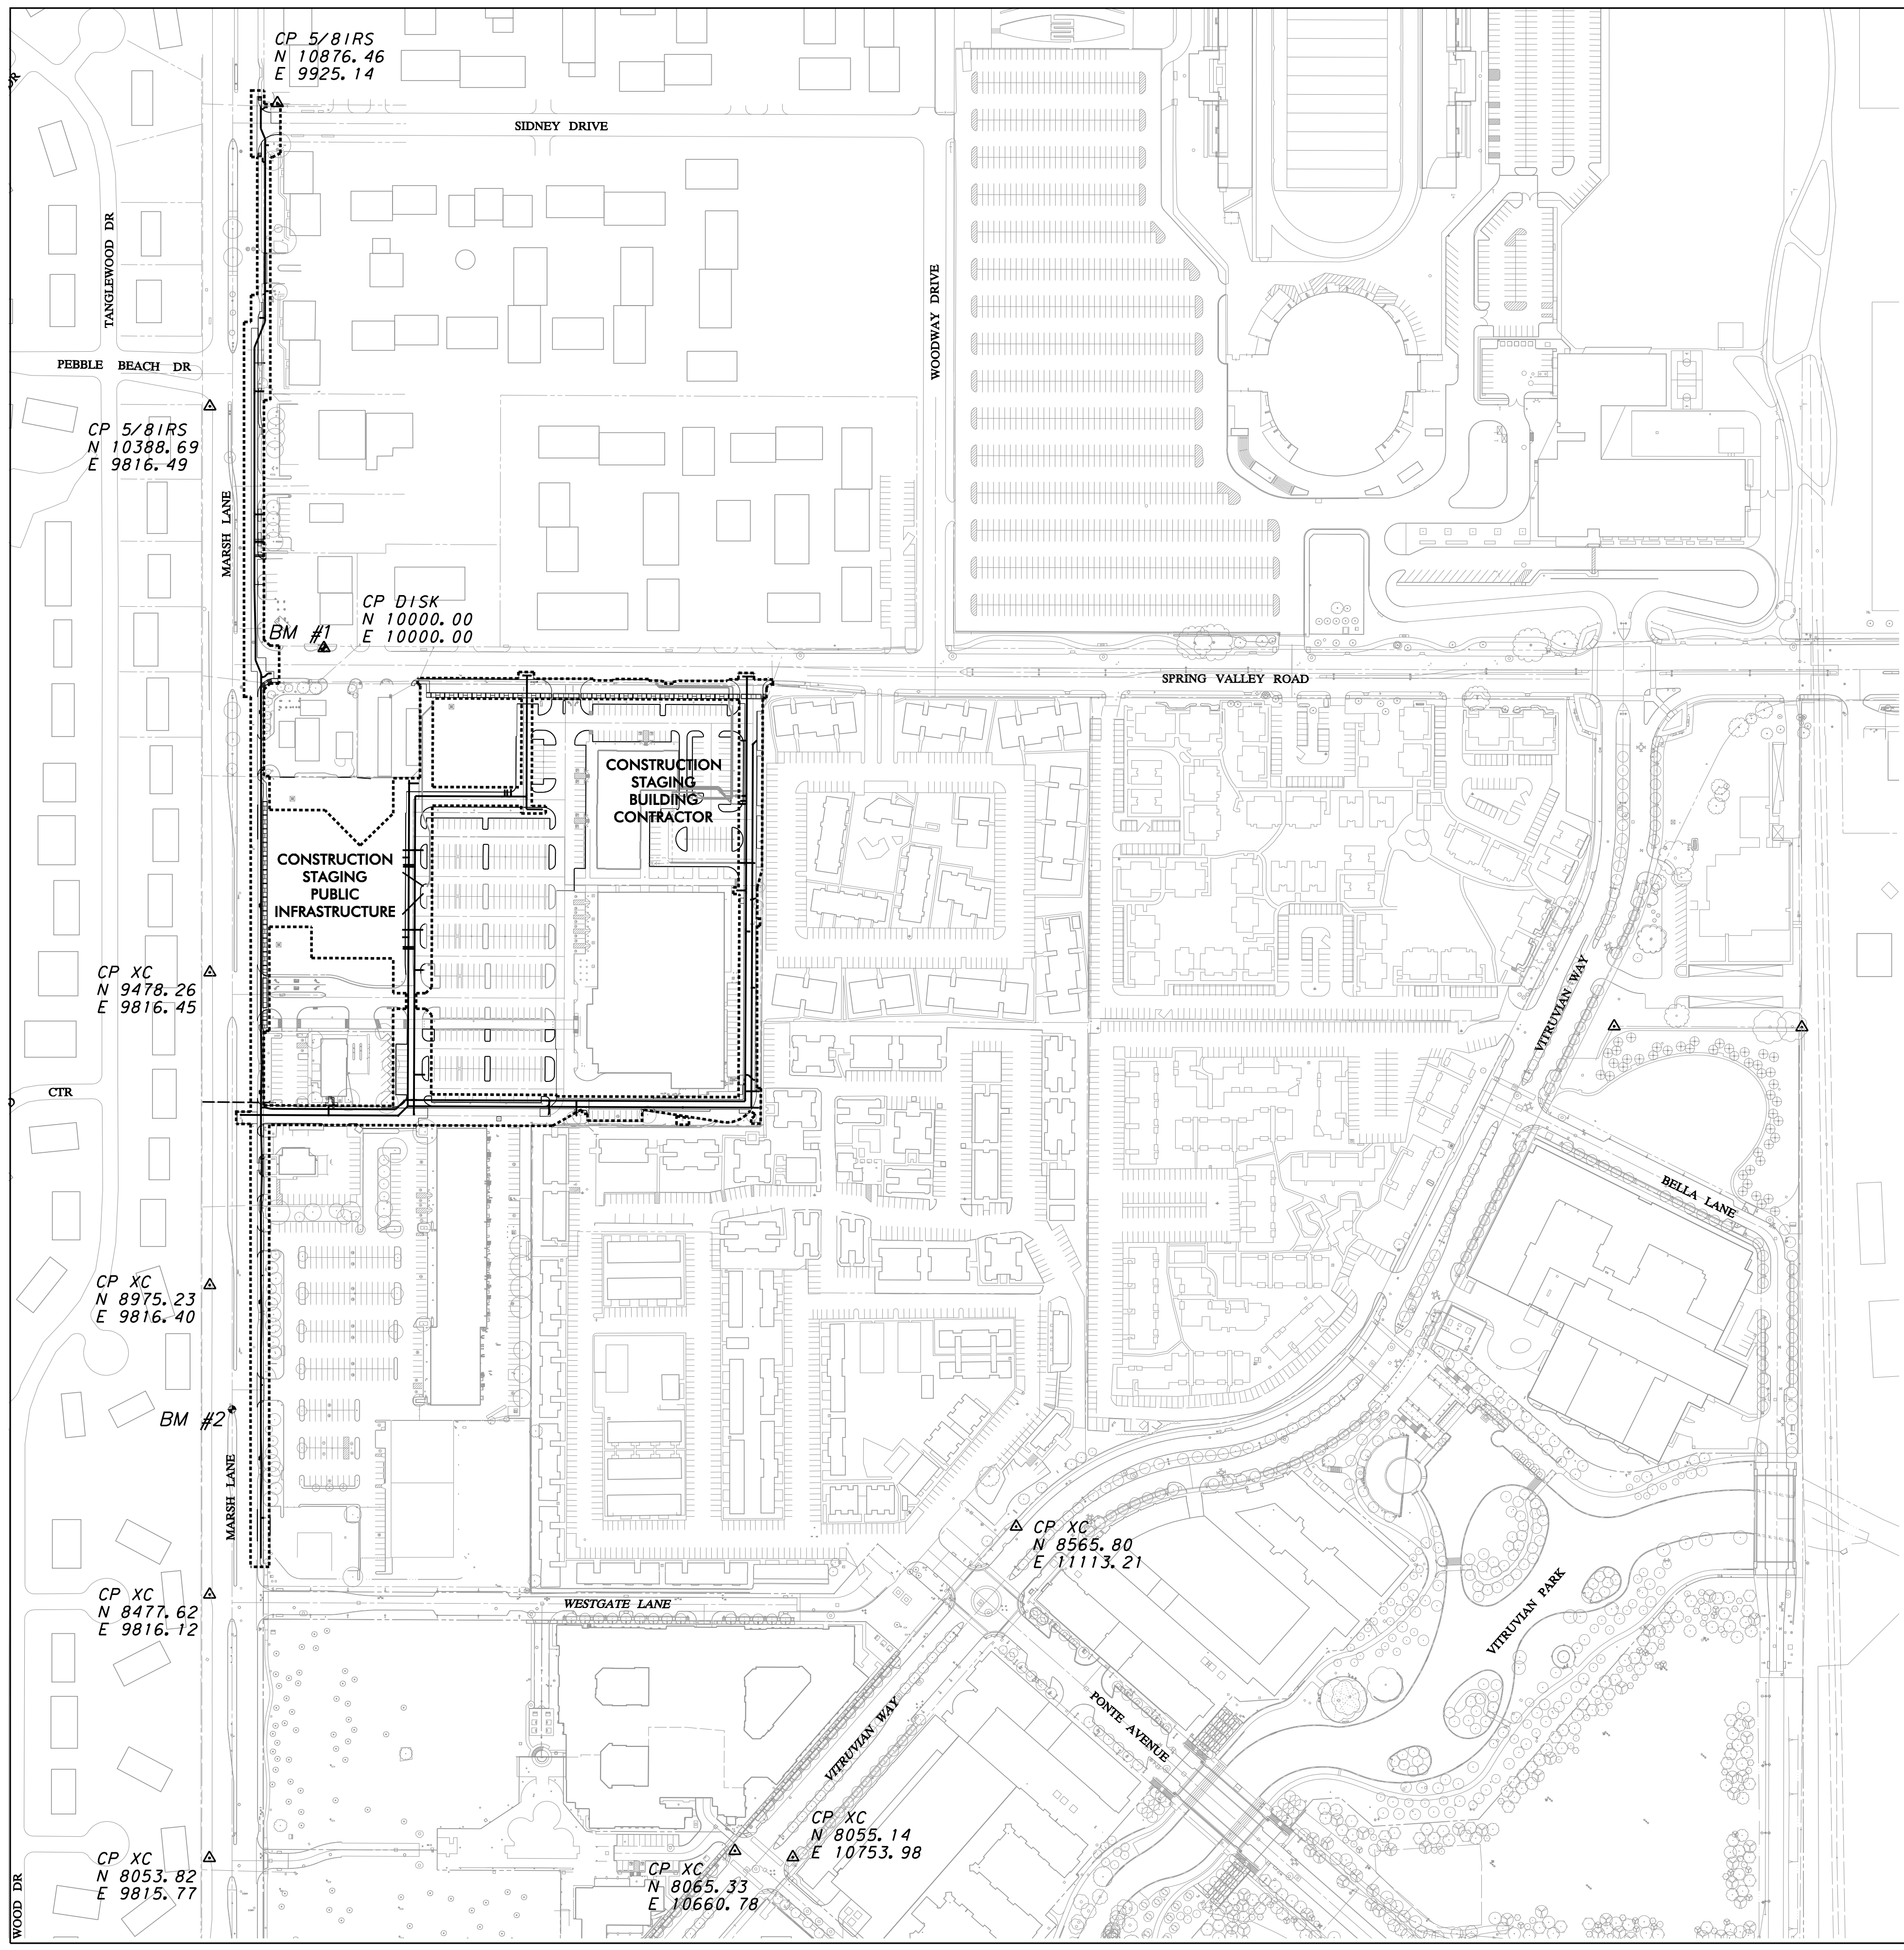 CP 5/8IRS
N 10876.46
E 9925.14
DR
SIDNEY DRIVE
TANGLEWOOD DR
WOODWAY DRIVE
PEBBLE BEACH DR
CP 5/8IRS
N 10388.69
E 9816.49
MARSH LANE
CP DISK
N 10000.00
E 10000.00
BM #1
SPRING VALLEY ROAD
CONSTRUCTION
STAGING
BUILDING
CONTRACTOR
CONSTRUCTION
STAGING
PUBLIC
INFRASTRUCTURE
CP XC
N 9478.26
E 9816.45
VITRUVIAN WAY
CTR
BELLA LANE
CP XC
N 8975.23
E 9816.40
BM #2
MARSH LANE
CP XC
N 8565.80
E 11113.21
CP XC
N 8477.62
E 9816.12
WESTGATE LANE
VITRUVIAN PARK
PONTE AVENUE
VITRUVIAN WAY
CP XC
N 8055.14
E 10753.98
CP XC
N 8053.82
E 9815.77
CP XC
N 8065.33
E 10660.78
WOOD DR